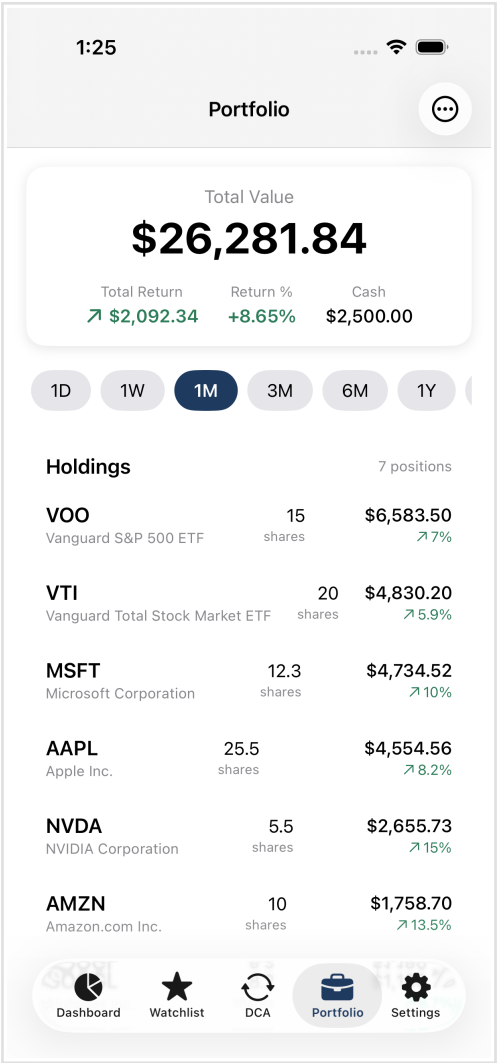 1:25
Portfolio
Total Value
$26,281.84
Total Return Return % Cash
$2,092.34 +8.65% $2,500.00
1D 1W 1M 3M 6M 1Y
Holdings 7 positions
VOO 15 $6,583.50
Vanguard S&P 500 ETF shares 7%
VTI 20 $4,830.20
Vanguard Total Stock Market ETF shares 5.9%
MSFT 12.3 $4,734.52
Microsoft Corporation shares 10%
AAPL 25.5 $4,554.56
Apple Inc. shares 8.2%
NVDA 5.5 $2,655.73
NVIDIA Corporation shares 15%
AMZN 10 $1,758.70
Amazon.com Inc. shares 13.5%
Dashboard Watchlist DCA Portfolio Settings